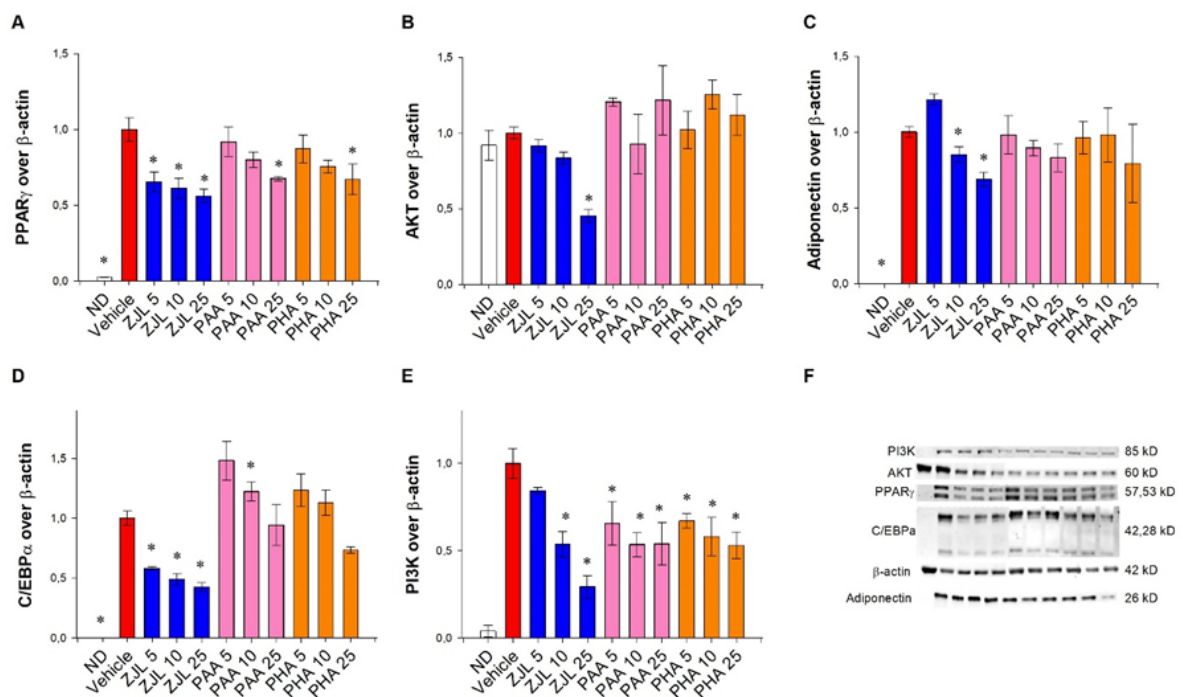 A
PPARγ over β-actin
1,5
1,0
0,5
0,0
*
*
*
*
*
*
ND
Vehicle
ZJL 5
ZJL 10
ZJL 25
PAA 5
PAA 10
PAA 25
PHA 5
PHA 10
PHA 25
B
AKT over β-actin
1,5
1,0
0,5
0,0
*
ND
Vehicle
ZJL 5
ZJL 10
ZJL 25
PAA 5
PAA 10
PAA 25
PHA 5
PHA 10
PHA 25
C
Adiponectin over β-actin
1,5
1,0
0,5
0,0
*
*
*
ND
Vehicle
ZJL 5
ZJL 10
ZJL 25
PAA 5
PAA 10
PAA 25
PHA 5
PHA 10
PHA 25
D
C/EBPα over β-actin
1,5
1,0
0,5
0,0
*
*
*
*
*
ND
Vehicle
ZJL 5
ZJL 10
ZJL 25
PAA 5
PAA 10
PAA 25
PHA 5
PHA 10
PHA 25
E
PI3K over β-actin
1,5
1,0
0,5
0,0
*
*
*
*
*
*
*
*
ND
Vehicle
ZJL 5
ZJL 10
ZJL 25
PAA 5
PAA 10
PAA 25
PHA 5
PHA 10
PHA 25
F
PI3K 85 kD
AKT 60 kD
PPARγ 57,53 kD
C/EBPa 42,28 kD
β-actin 42 kD
Adiponectin 26 kD